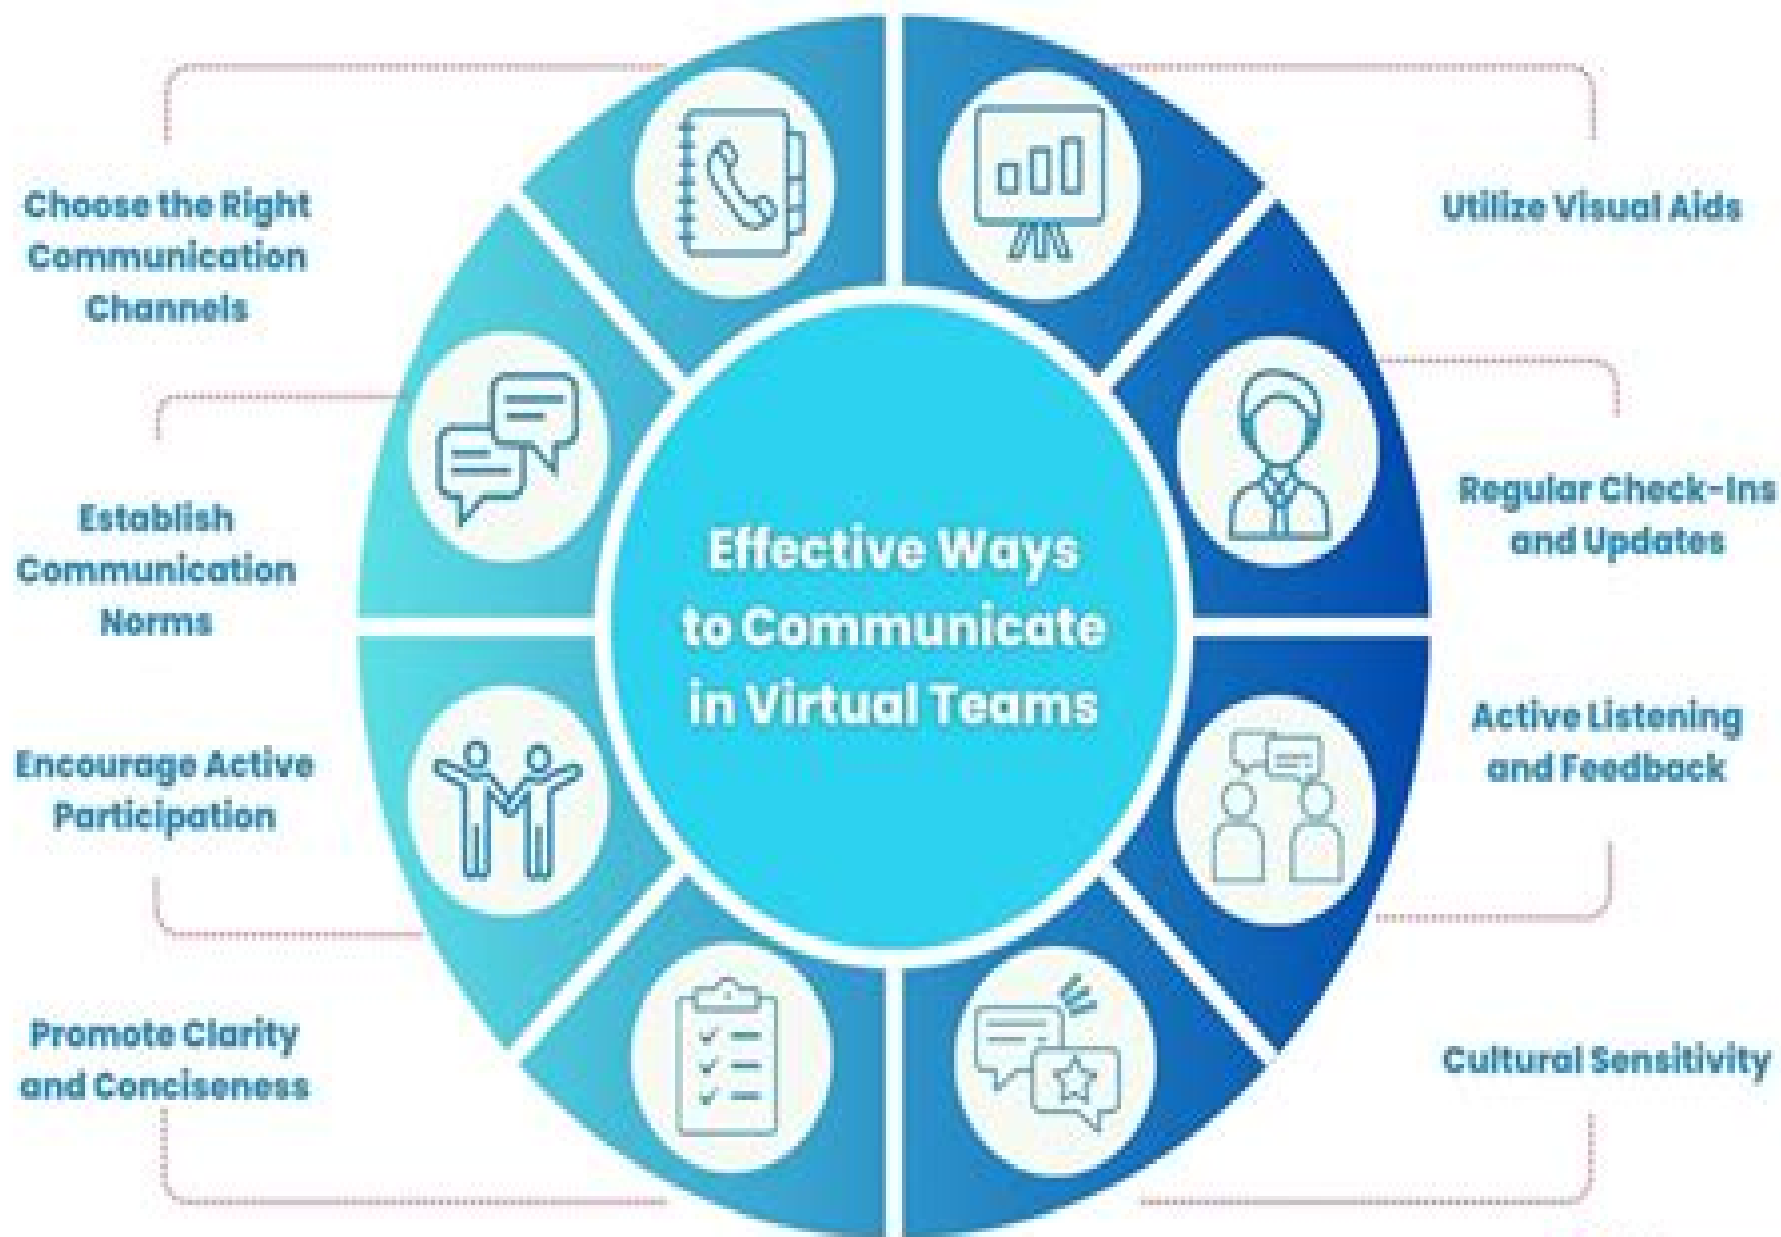 Choose the Right
Communication
Channels
Establish
Communication
Norms
Encourage Active
Participation
Promote Clarity
and Conciseness
Effective Ways
to Communicate
in Virtual Teams
Utilize Visual Aids
Regular Check-Ins
and Updates
Active Listening
and Feedback
Cultural Sensitivity